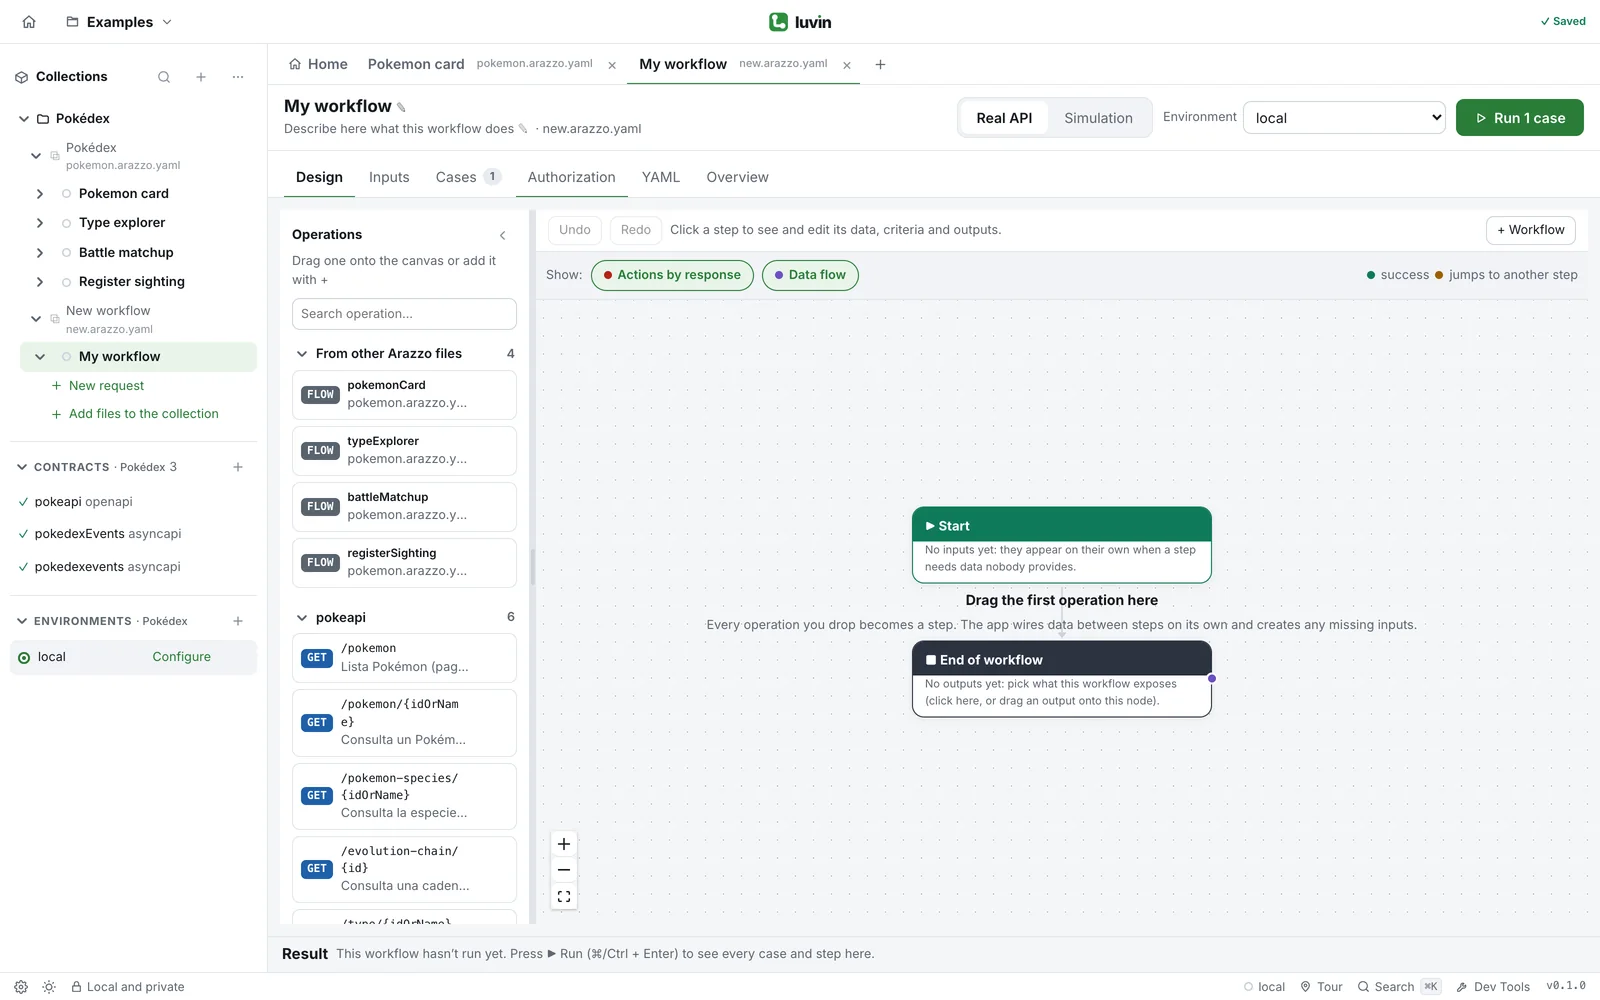 Examples
luvin
✓ Saved
Collections
Pokédex
Pokédex
pokemon.arazzo.yaml
Pokemon card
Type explorer
Battle matchup
Register sighting
New workflow
new.arazzo.yaml
My workflow
+ New request
+ Add files to the collection
CONTRACTS · Pokédex 3
pokeapi openapi
pokedexEvents asyncapi
pokedexevents asyncapi
ENVIRONMENTS · Pokédex
local Configure
Home
Pokemon card pokemon.arazzo.yaml ×
My workflow new.arazzo.yaml ×
My workflow
Describe here what this workflow does · new.arazzo.yaml
Real API Simulation
Environment local
Run 1 case
Design Inputs Cases 1 Authorization YAML Overview
Operations
Drag one onto the canvas or add it
with +
Search operation...
From other Arazzo files 4
FLOW pokemonCard
pokemon.arazzo.y...
FLOW typeExplorer
pokemon.arazzo.y...
FLOW battleMatchup
pokemon.arazzo.y...
FLOW registerSighting
pokemon.arazzo.y...
pokeapi 6
GET /pokemon
Lista Pokémon (pag...
GET /pokemon/{idOrNam
e}
Consulta un Pokém...
GET /pokemon-species/
{idOrName}
Consulta la especie...
GET /evolution-chain/
{id}
Consulta una caden...
/type/{idOrName}
Undo Redo Click a step to see and edit its data, criteria and outputs.
+ Workflow
Show: Actions by response Data flow
success jumps to another step
Start
No inputs yet: they appear on their own when a step
needs data nobody provides.
Drag the first operation here
Every operation you drop becomes a step. The app wires data between steps on its own and creates any missing inputs.
End of workflow
No outputs yet: pick what this workflow exposes
(click here, or drag an output onto this node).
Result This workflow hasn't run yet. Press ▶ Run (⌘/Ctrl + Enter) to see every case and step here.
Local and private
local Tour Search ⌘K Dev Tools v0.1.0